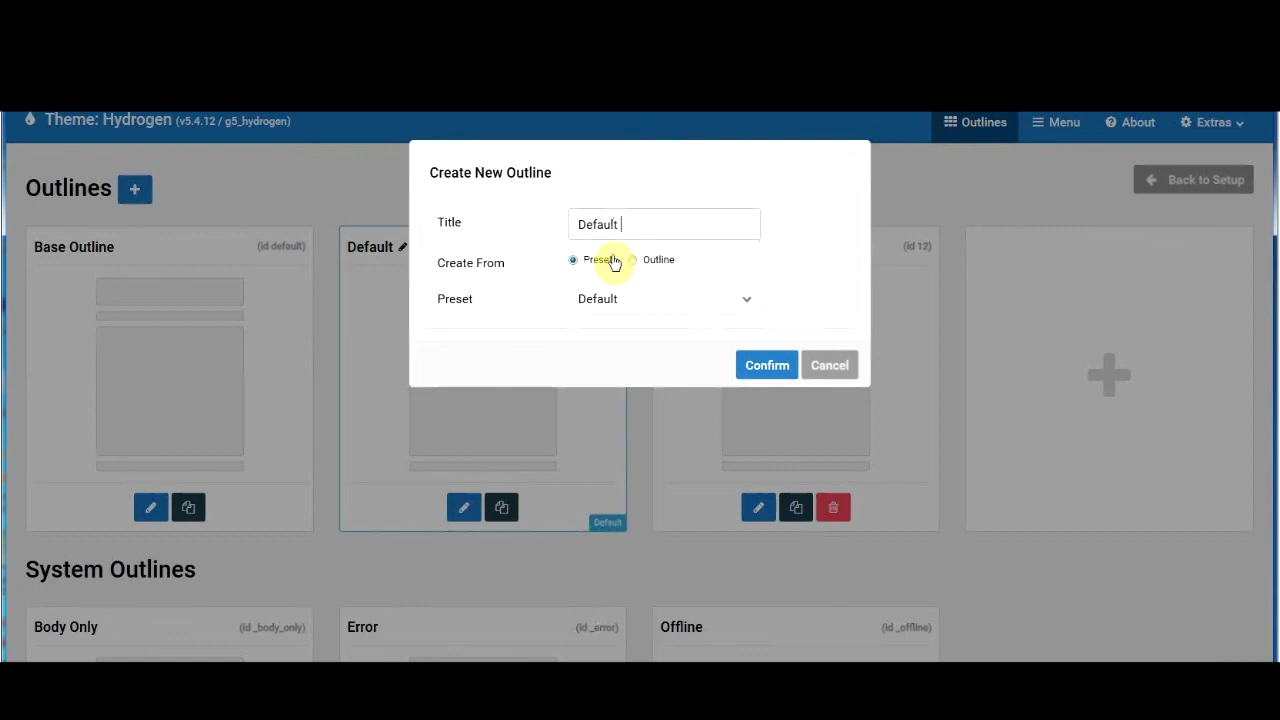 Theme: Hydrogen (v5.4.12 / g5_hydrogen)
Outlines
Menu
About
Extras
Outlines +
Back to Setup
Create New Outline
Title
Default
Create From
Preset
Outline
Preset
Default
Confirm
Cancel
Base Outline
(id default)
Default
(id 12)
Default
System Outlines
Body Only
(id _body_only)
Error
(id _error)
Offline
(id _offline)